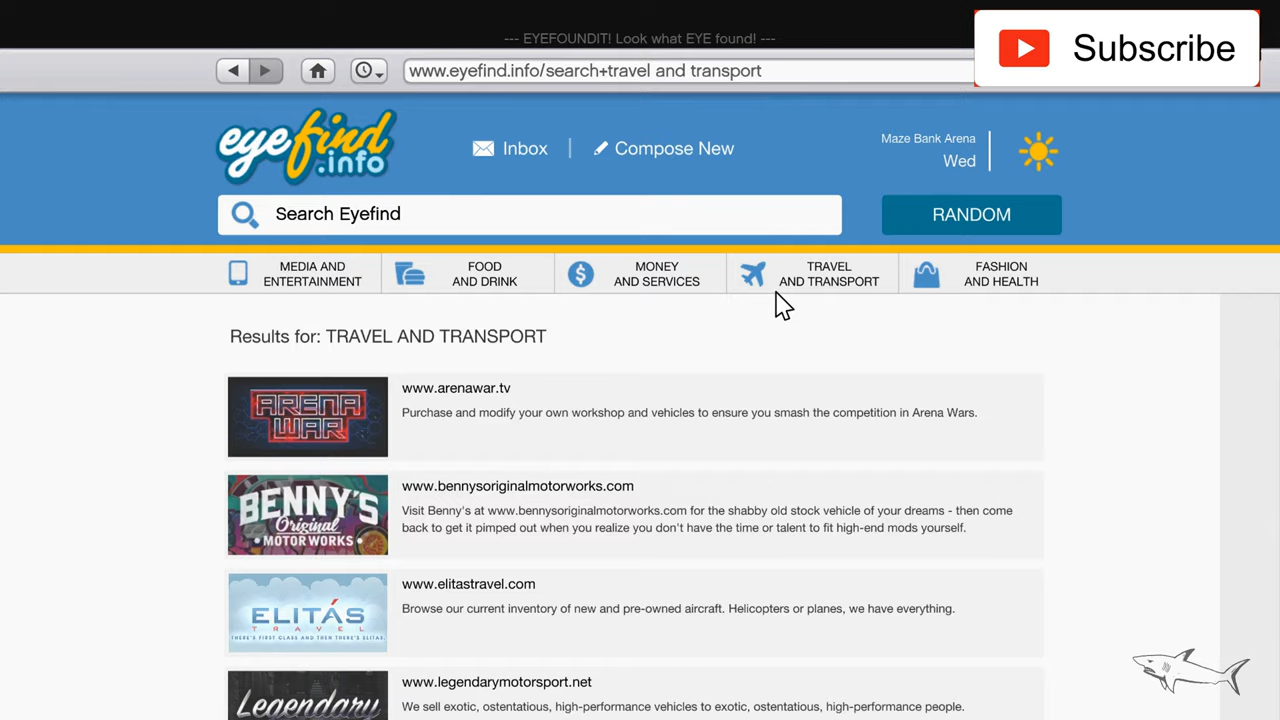 --- EYEFOUNDIT! Look what EYE found! ---
Subscribe
www.eyefind.info/search+travel and transport
eyefind
.info
Inbox
Compose New
Maze Bank Arena
Wed
Search Eyefind
RANDOM
MEDIA AND
ENTERTAINMENT
FOOD
AND DRINK
MONEY
AND SERVICES
TRAVEL
AND TRANSPORT
FASHION
AND HEALTH
Results for: TRAVEL AND TRANSPORT
ARENA
WAR
www.arenawar.tv
Purchase and modify your own workshop and vehicles to ensure you smash the competition in Arena Wars.
BENNY'S
Original
MOTOR WORKS
www.bennysoriginalmotorworks.com
Visit Benny's at www.bennysoriginalmotorworks.com for the shabby old stock vehicle of your dreams - then come
back to get it pimped out when you realize you don't have the time or talent to fit high-end mods yourself.
ELITÁS
TRAVEL
THERE'S FIRST CLASS AND THEN THERE'S ELITAS.
www.elitastravel.com
Browse our current inventory of new and pre-owned aircraft. Helicopters or planes, we have everything.
Legendary
www.legendarymotorsport.net
We sell exotic, ostentatious, high-performance vehicles to exotic, ostentatious, high-performance people.